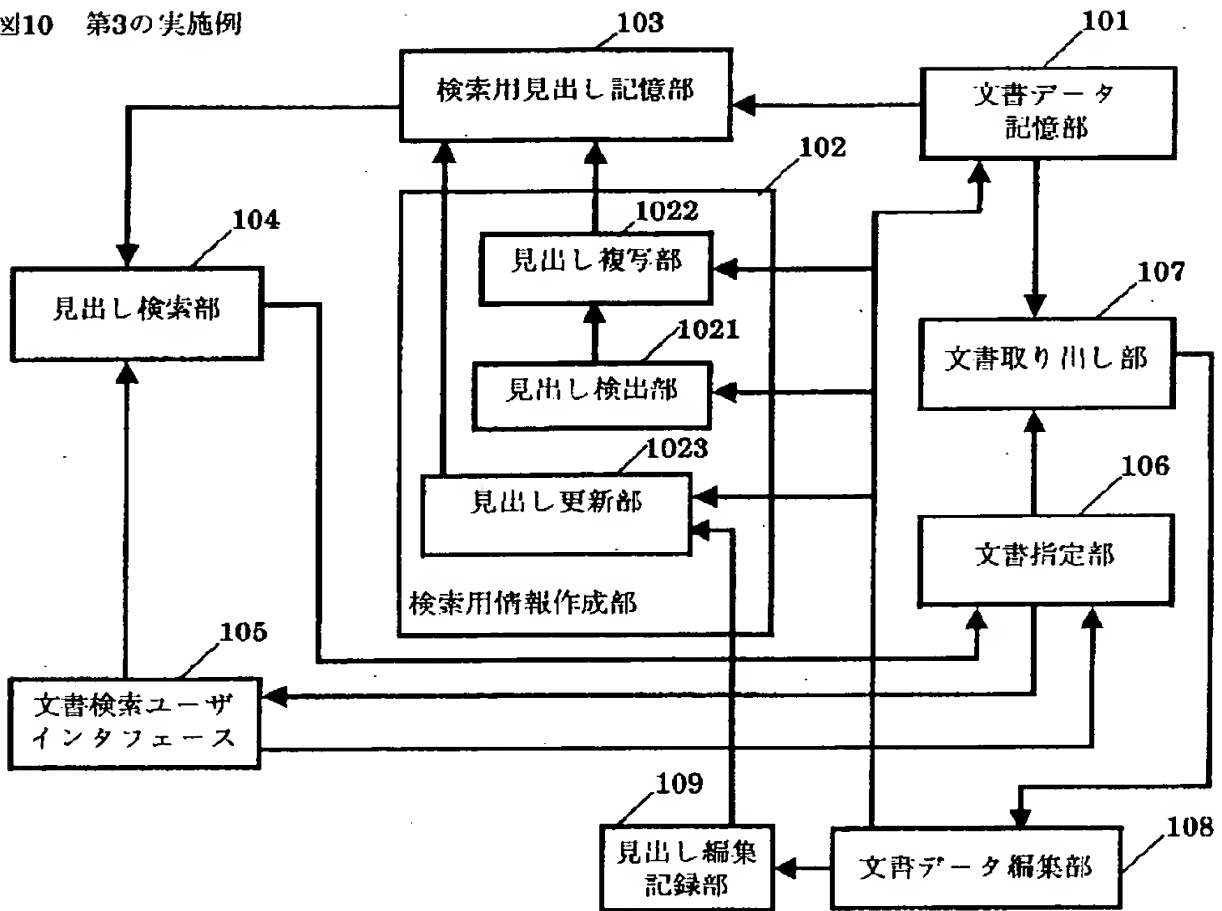 図10 第3の実施例
103
検索用見出し記憶部
101
文書データ
記憶部
102
104
見出し検索部
1022
見出し複写部
107
文書取り出し部
1021
見出し検出部
1023
見出し更新部
106
文書指定部
検索用情報作成部
105
文書検索ユーザ
インタフェース
109
見出し編集
記録部
108
文書データ編集部